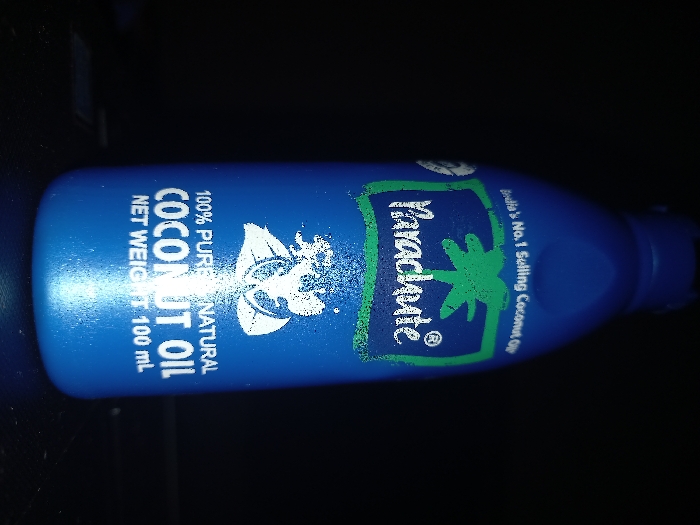 India's No.1 Selling Coconut Oil
Parachute®
100% PURE NATURAL
COCONUT OIL
NET WEIGHT 100 mL